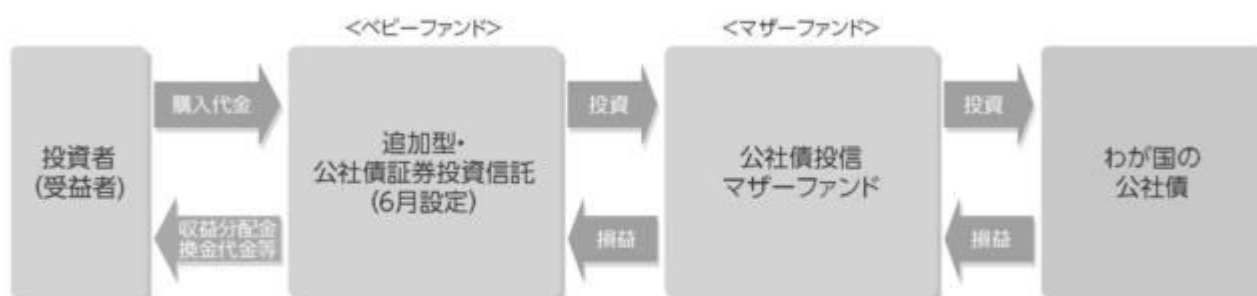 <ベビーファンド>
<マザーファンド>
投資者
(受益者)
購入代金
収益分配金
換金代金等
追加型・
公社債証券投資信託
(6月設定)
投資
損益
公社債投信
マザーファンド
投資
損益
わが国の
公社債